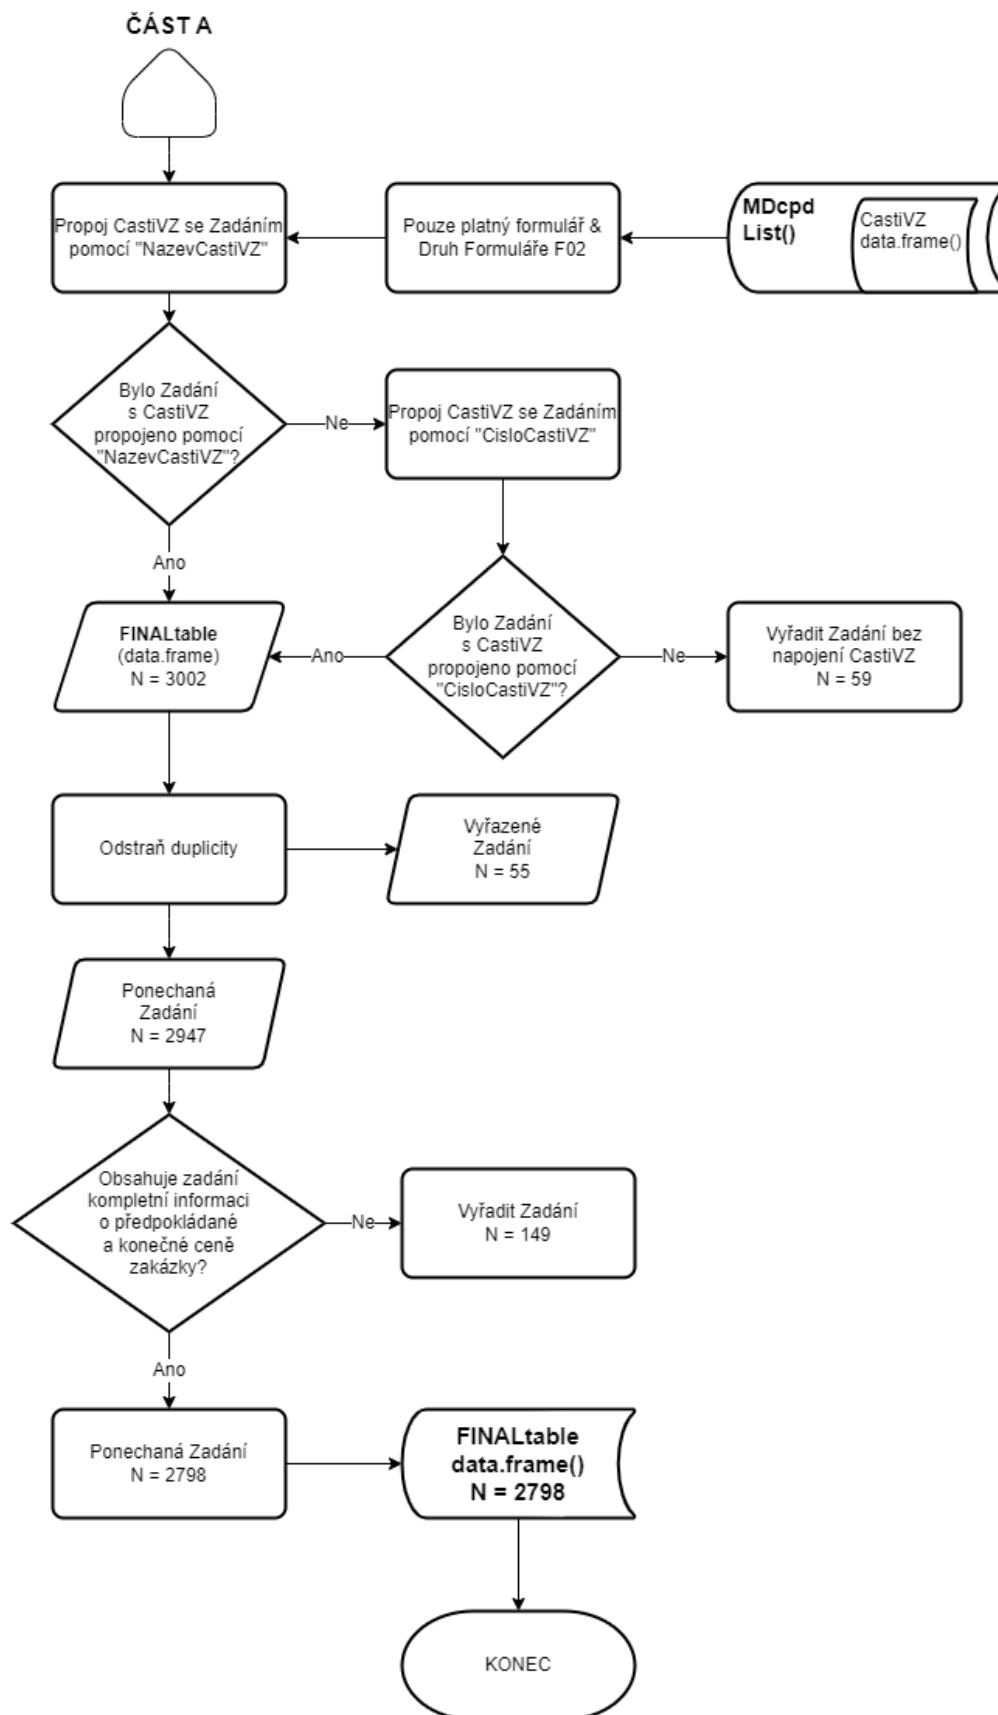 ČÁST A
Propoj CastiVZ se Zadáním
pomocí "NazevCastiVZ"
Pouze platný formulář &
Druh Formuláře F02
MDcpd
List()
CastiVZ
data.frame()
Bylo Zadání
s CastiVZ
propojeno pomocí
"NazevCastiVZ"?
Ne
Propoj CastiVZ se Zadáním
pomocí "CisloCastiVZ"
Ano
FINALtable
(data.frame)
N = 3002
Ano
Bylo Zadání
s CastiVZ
propojeno pomocí
"CisloCastiVZ"?
Ne
Vyřadit Zadání bez
napojení CastiVZ
N = 59
Odstraň duplicity
Vyřazené
Zadání
N = 55
Ponechaná
Zadání
N = 2947
Obsahuje zadání
kompletní informaci
o předpokládané
a konečné ceně
zakázky?
Ne
Vyřadit Zadání
N = 149
Ano
Ponechaná Zadání
N = 2798
FINALtable
data.frame()
N = 2798
KONEC